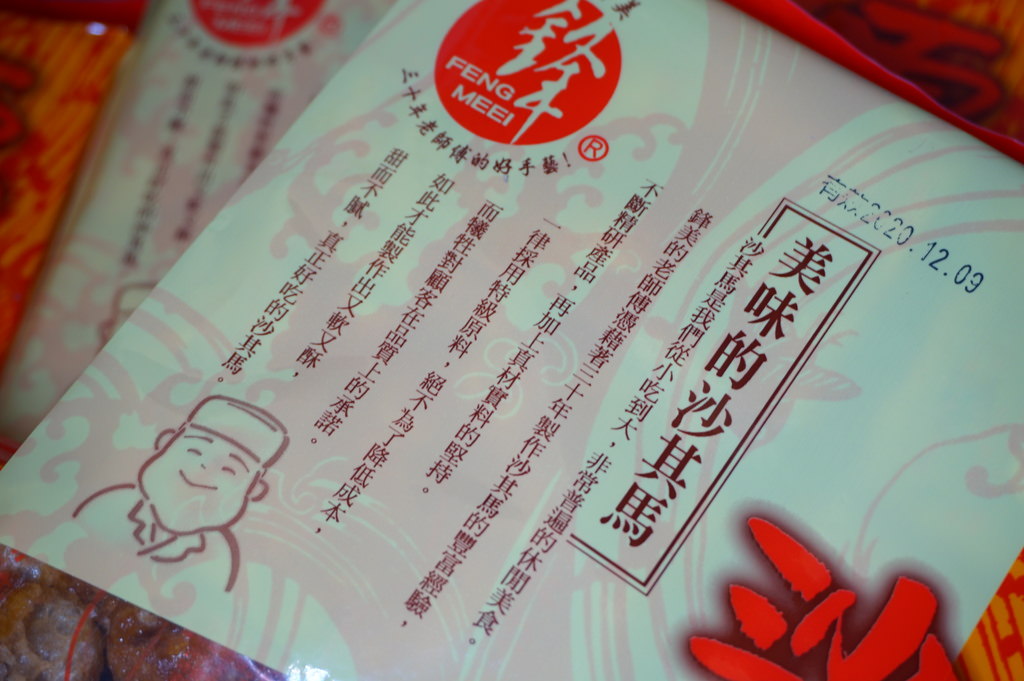 美
鋒
FENG
MEEI
®
三十年老師傅的好手藝!
2020.12.09
美味的沙其馬
沙其馬是我們從小吃到大，非常普遍的休閒美食。
鋒美的老師傅憑藉著三十年製作沙其馬的豐富經驗，
不斷精研產品，再加上真材實料的堅持。
一律採用特級原料，絕不為了降低成本，
而犧牲對顧客在品質上的承諾。
如此才能製作出又軟又酥，
甜而不膩，真正好吃的沙其馬。
MEEI